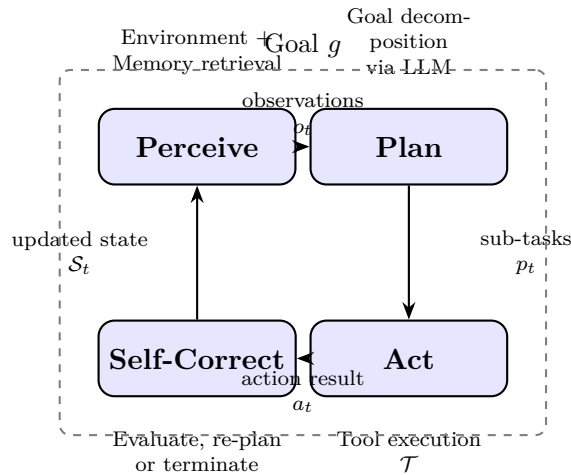 Environment +
Memory retrieval
Goal g
Goal decom-
position
via LLM
observations
o_t
Perceive
Plan
updated state
S_t
sub-tasks
p_t
Self-Correct
Act
action result
a_t
Evaluate, re-plan
or terminate
Tool execution
T